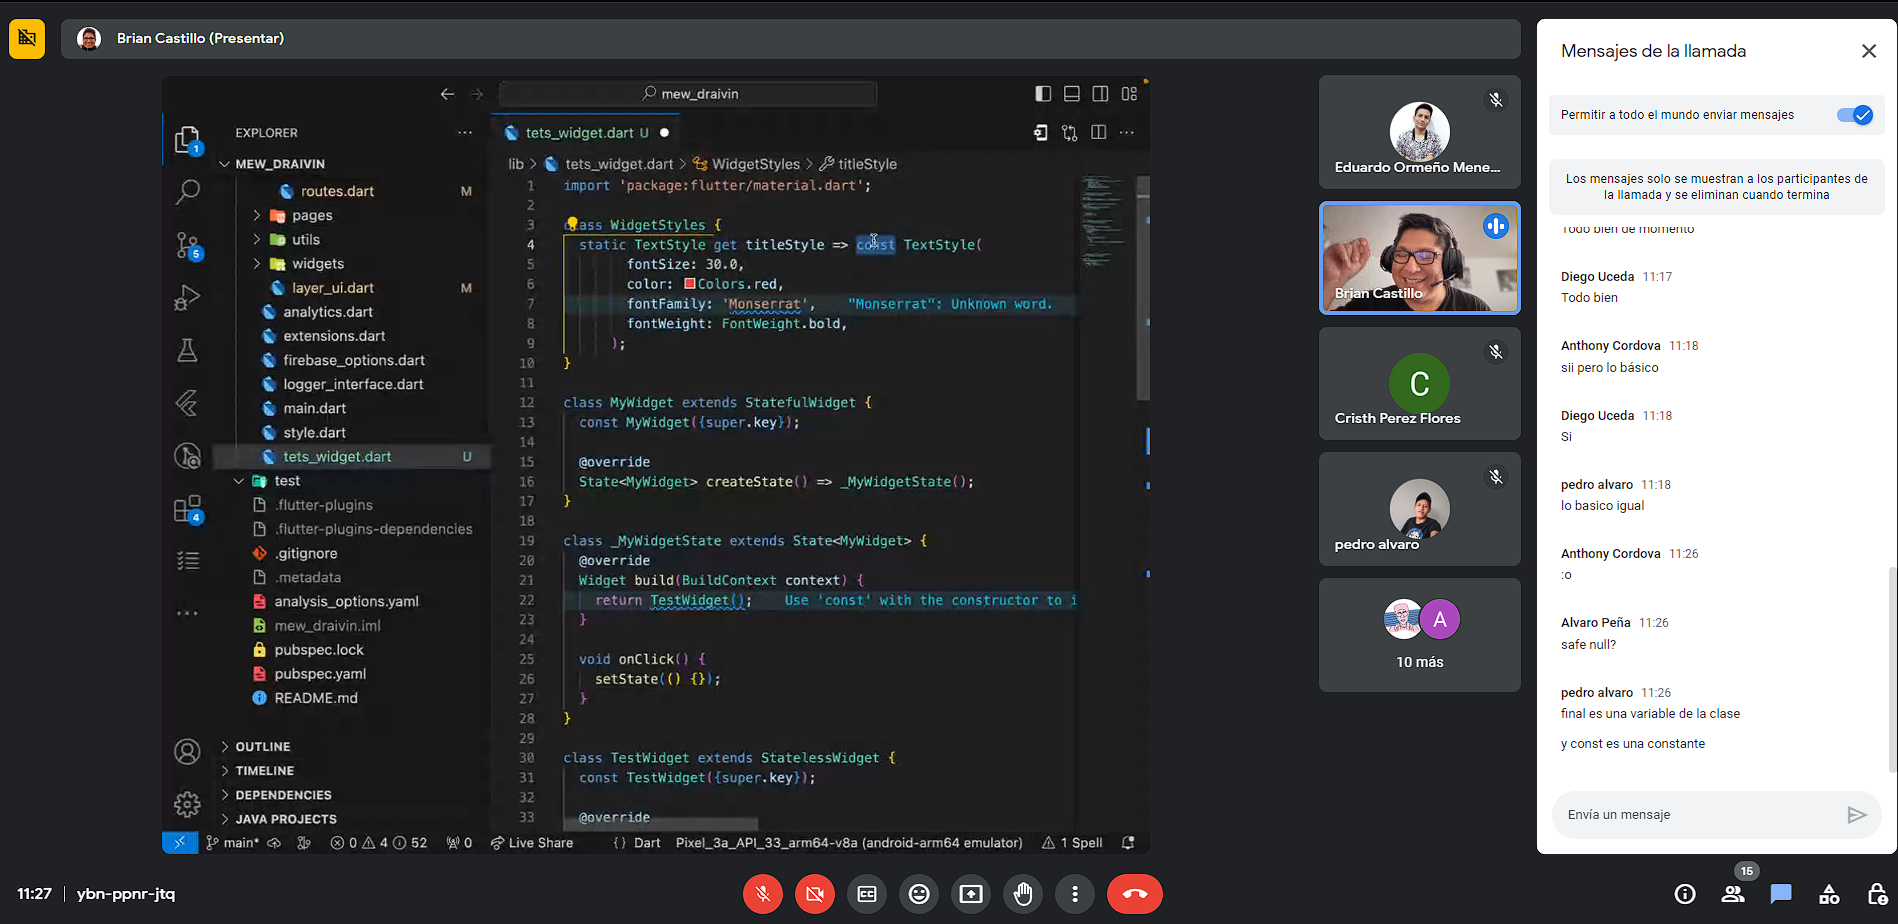 Brian Castillo (Presentar)
mew_draivin
EXPLORER
MEW_DRAIVIN
routes.dart M
pages
utils
widgets
layer_ui.dart M
analytics.dart
extensions.dart
firebase_options.dart
logger_interface.dart
main.dart
style.dart
tets_widget.dart U
test
.flutter-plugins
.flutter-plugins-dependencies
.gitignore
.metadata
analysis_options.yaml
mew_draivin.iml
pubspec.lock
pubspec.yaml
README.md
OUTLINE
TIMELINE
DEPENDENCIES
JAVA PROJECTS
1
5
4
tets_widget.dart U
lib > tets_widget.dart > WidgetStyles > titleStyle
1 import 'package:flutter/material.dart';
2
3 class WidgetStyles {
4 static TextStyle get titleStyle => const TextStyle(
5 fontSize: 30.0,
6 color: Colors.red,
7 fontFamily: 'Monserrat', "Monserrat": Unknown word.
8 fontWeight: FontWeight.bold,
9 );
10 }
11
12 class MyWidget extends StatefulWidget {
13 const MyWidget({super.key});
14
15 @override
16 State<MyWidget> createState() => _MyWidgetState();
17 }
18
19 class _MyWidgetState extends State<MyWidget> {
20 @override
21 Widget build(BuildContext context) {
22 return TestWidget(); Use 'const' with the constructor to i
23 }
24
25 void onClick() {
26 setState(() {});
27 }
28 }
29
30 class TestWidget extends StatelessWidget {
31 const TestWidget({super.key});
32
33 @override
main* 0 4 52 0 Live Share { } Dart Pixel_3a_API_33_arm64-v8a (android-arm64 emulator) 1 Spell
Eduardo Ormeño Mene...
Brian Castillo
C
Cristh Perez Flores
pedro alvaro
A
10 más
Mensajes de la llamada
Permitir a todo el mundo enviar mensajes
Los mensajes solo se muestran a los participantes de
la llamada y se eliminan cuando termina
Todo bien de momento
Diego Uceda 11:17
Todo bien
Anthony Cordova 11:18
sii pero lo básico
Diego Uceda 11:18
Si
pedro alvaro 11:18
lo basico igual
Anthony Cordova 11:26
:o
Alvaro Peña 11:26
safe null?
pedro alvaro 11:26
final es una variable de la clase
y const es una constante
Envía un mensaje
11:27 | ybn-ppnr-jtq
15